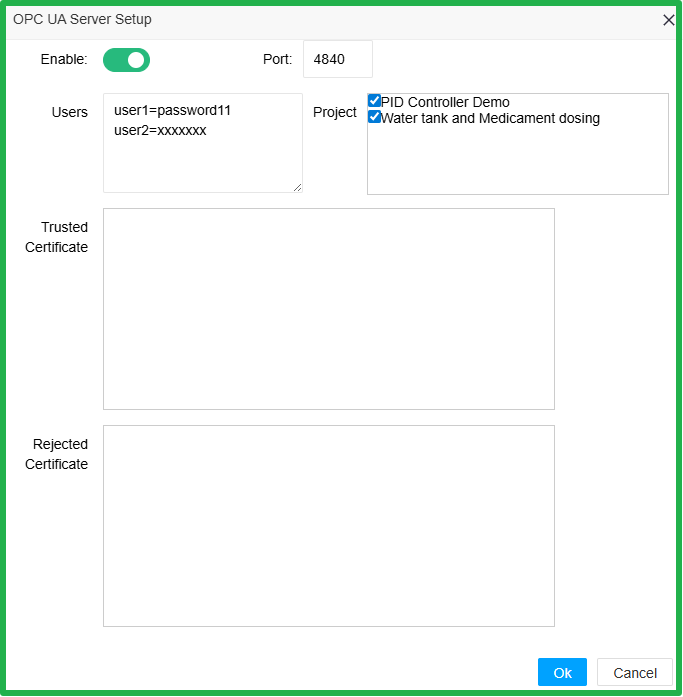 OPC UA Server Setup
Enable:
Port: 4840
Users
user1=password11
user2=xxxxxxx
Project
PID Controller Demo
Water tank and Medicament dosing
Trusted
Certificate
Rejected
Certificate
Ok Cancel